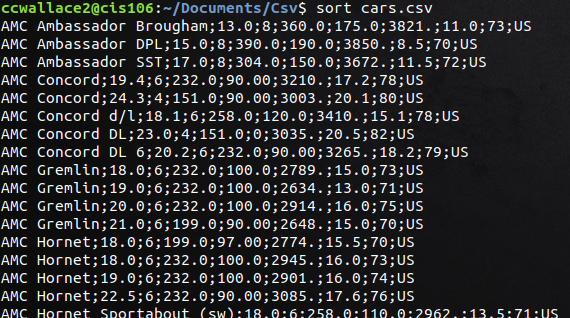 ccwallace2@cis106:~/Documents/Csv$ sort cars.csv
AMC Ambassador Brougham;13.0;8;360.0;175.0;3821.;11.0;73;US
AMC Ambassador DPL;15.0;8;390.0;190.0;3850.;8.5;70;US
AMC Ambassador SST;17.0;8;304.0;150.0;3672.;11.5;72;US
AMC Concord;19.4;6;232.0;90.00;3210.;17.2;78;US
AMC Concord;24.3;4;151.0;90.00;3003.;20.1;80;US
AMC Concord d/l;18.1;6;258.0;120.0;3410.;15.1;78;US
AMC Concord DL;23.0;4;151.0;0;3035.;20.5;82;US
AMC Concord DL 6;20.2;6;232.0;90.00;3265.;18.2;79;US
AMC Gremlin;18.0;6;232.0;100.0;2789.;15.0;73;US
AMC Gremlin;19.0;6;232.0;100.0;2634.;13.0;71;US
AMC Gremlin;20.0;6;232.0;100.0;2914.;16.0;75;US
AMC Gremlin;21.0;6;199.0;90.00;2648.;15.0;70;US
AMC Hornet;18.0;6;199.0;97.00;2774.;15.5;70;US
AMC Hornet;18.0;6;232.0;100.0;2945.;16.0;73;US
AMC Hornet;19.0;6;232.0;100.0;2901.;16.0;74;US
AMC Hornet;22.5;6;232.0;90.00;3085.;17.6;76;US
AMC Hornet Sportabout (sw);18.0;6;258.0;110.0;2962.;13.5;71;US